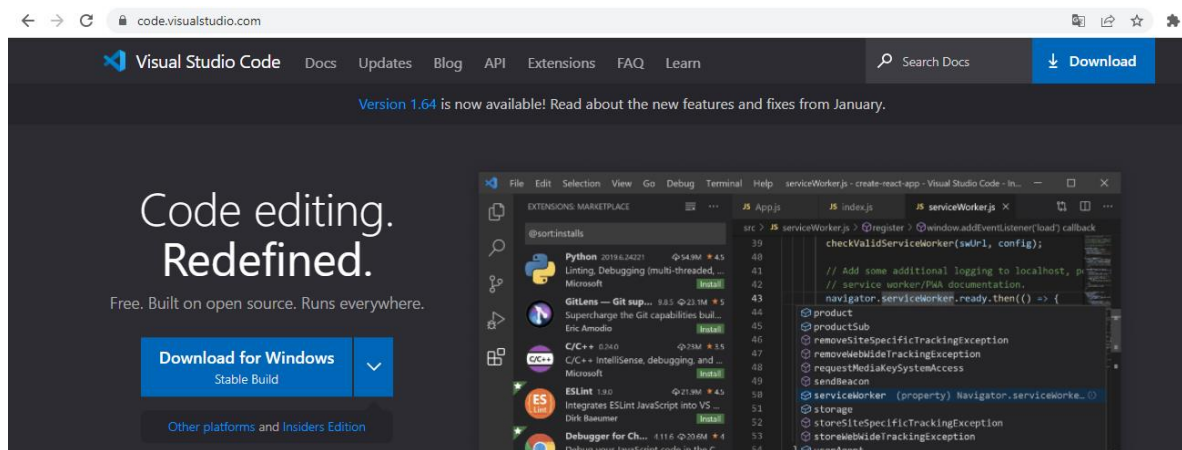 code.visualstudio.com
Visual Studio Code Docs Updates Blog API Extensions FAQ Learn Search Docs Download
Version 1.64 is now available! Read about the new features and fixes from January.
Code editing.
Redefined.
Free. Built on open source. Runs everywhere.
Download for Windows
Stable Build
Other platforms and Insiders Edition
File Edit Selection View Go Debug Terminal Help serviceWorker.js - create-react-app - Visual Studio Code - In...
EXTENSIONS: MARKETPLACE
@sort:installs
Python 2019.6.24221 54.9M 4.5
Linting, Debugging (multi-threaded, ...
Microsoft Install
GitLens — Git sup... 9.8.5 23.1M 5
Supercharge the Git capabilities buil...
Eric Amodio Install
C/C++ 0.24.0 23M 3.5
C/C++ IntelliSense, debugging, and ...
Microsoft Install
ESLint 1.9.0 21.9M 4.5
Integrates ESLint JavaScript into VS ...
Dirk Baeumer Install
Debugger for Ch... 4.11.6 20.6M 4
JS App.js JS index.js JS serviceWorker.js
src > JS serviceWorker.js > register > window.addEventListener('load') callback
39 checkValidServiceWorker(swUrl, config);
40
41 // Add some additional logging to localhost, p
42 // service worker/PWA documentation.
43 navigator.serviceWorker.ready.then(() => {
44 product
45 productSub
46 removeSiteSpecificTrackingException
47 removeWebWideTrackingException
48 requestMediaKeySystemAccess
49 sendBeacon
50 serviceWorker (property) Navigator.serviceWorke...
51 storage
52 storeSiteSpecificTrackingException
53 storeWebWideTrackingException